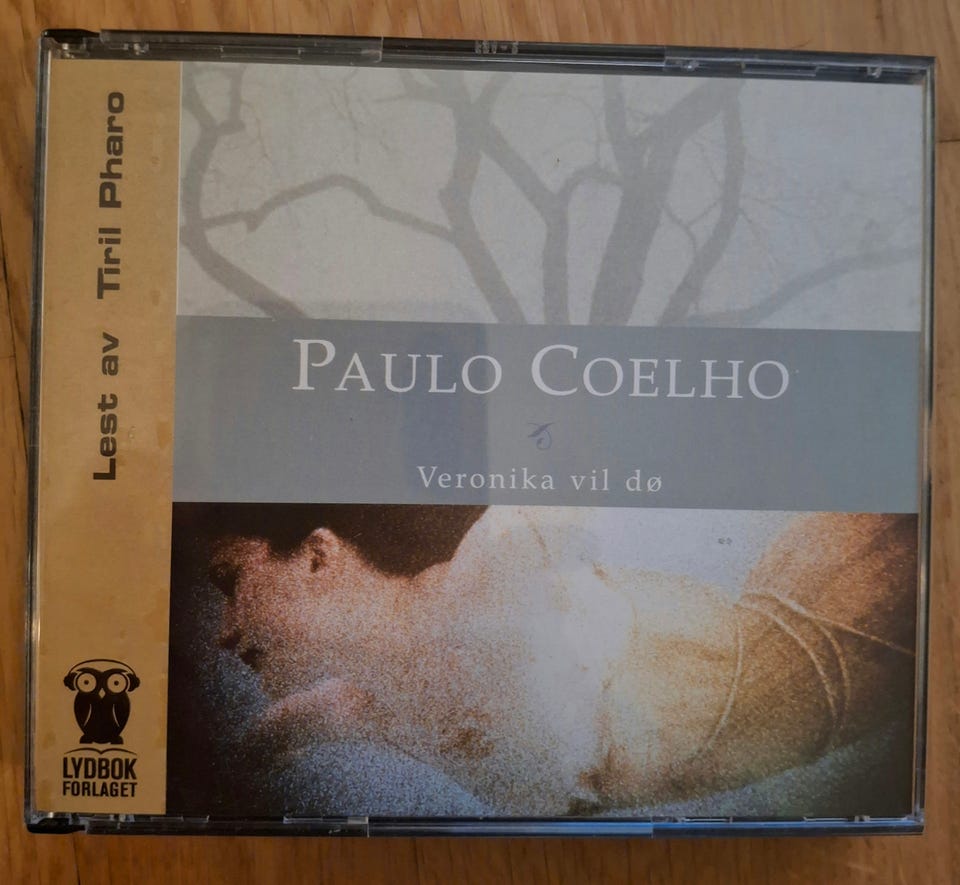 Lest av Tiril Pharo
PAULO COELHO
Veronika vil dø
LYDBOK
FORLAGET